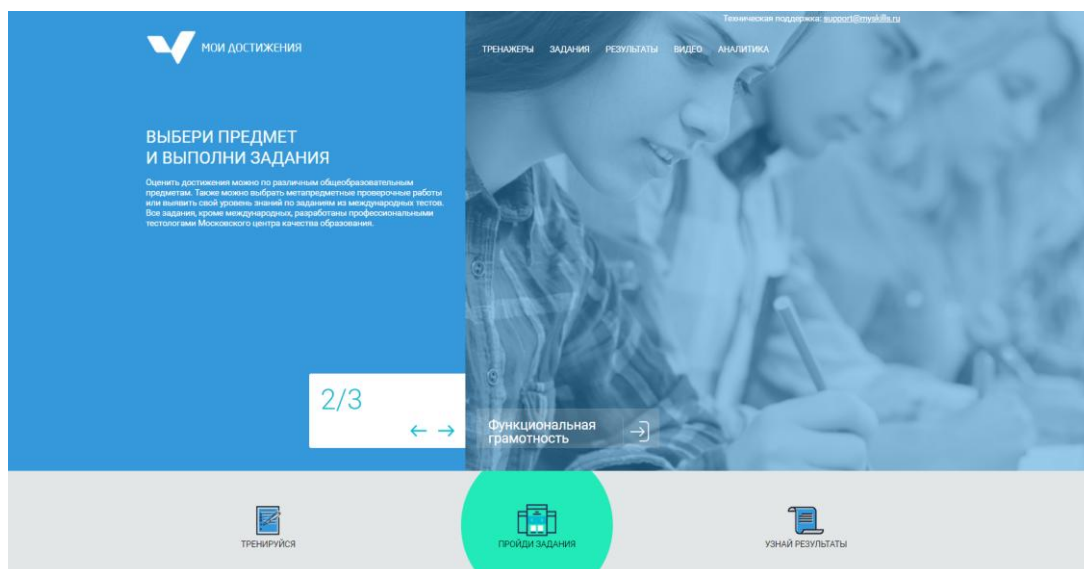 Техническая поддержка: support@myskills.ru
МОИ ДОСТИЖЕНИЯ
ТРЕНАЖЕРЫ ЗАДАНИЯ РЕЗУЛЬТАТЫ ВИДЕО АНАЛИТИКА
ВЫБЕРИ ПРЕДМЕТ
И ВЫПОЛНИ ЗАДАНИЯ
Оценить достижения можно по различным общеобразовательным
предметам. Также можно выбрать метапредметные проверочные работы
или выявить свой уровень знаний по заданиям из международных тестов.
Все задания, кроме международных, разработаны профессиональными
тестологами Московского центра качества образования.
2/3
Функциональная
грамотность
ТРЕНИРУЙСЯ
ПРОЙДИ ЗАДАНИЯ
УЗНАЙ РЕЗУЛЬТАТЫ